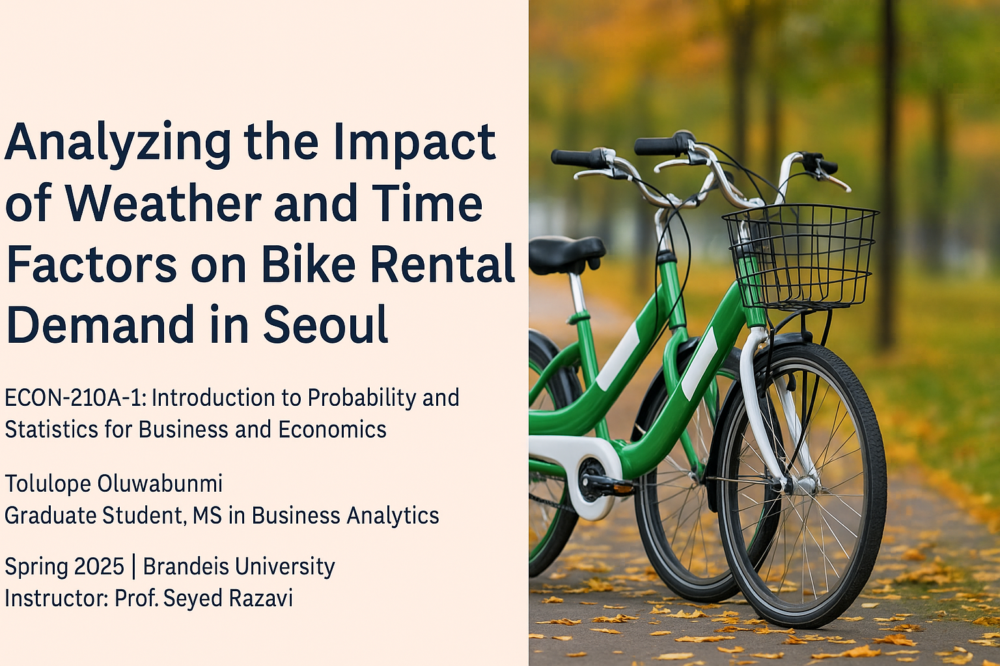 Analyzing the Impact
of Weather and Time
Factors on Bike Rental
Demand in Seoul
ECON-210A-1: Introduction to Probability and
Statistics for Business and Economics
Tolulope Oluwabunmi
Graduate Student, MS in Business Analytics
Spring 2025 | Brandeis University
Instructor: Prof. Seyed Razavi